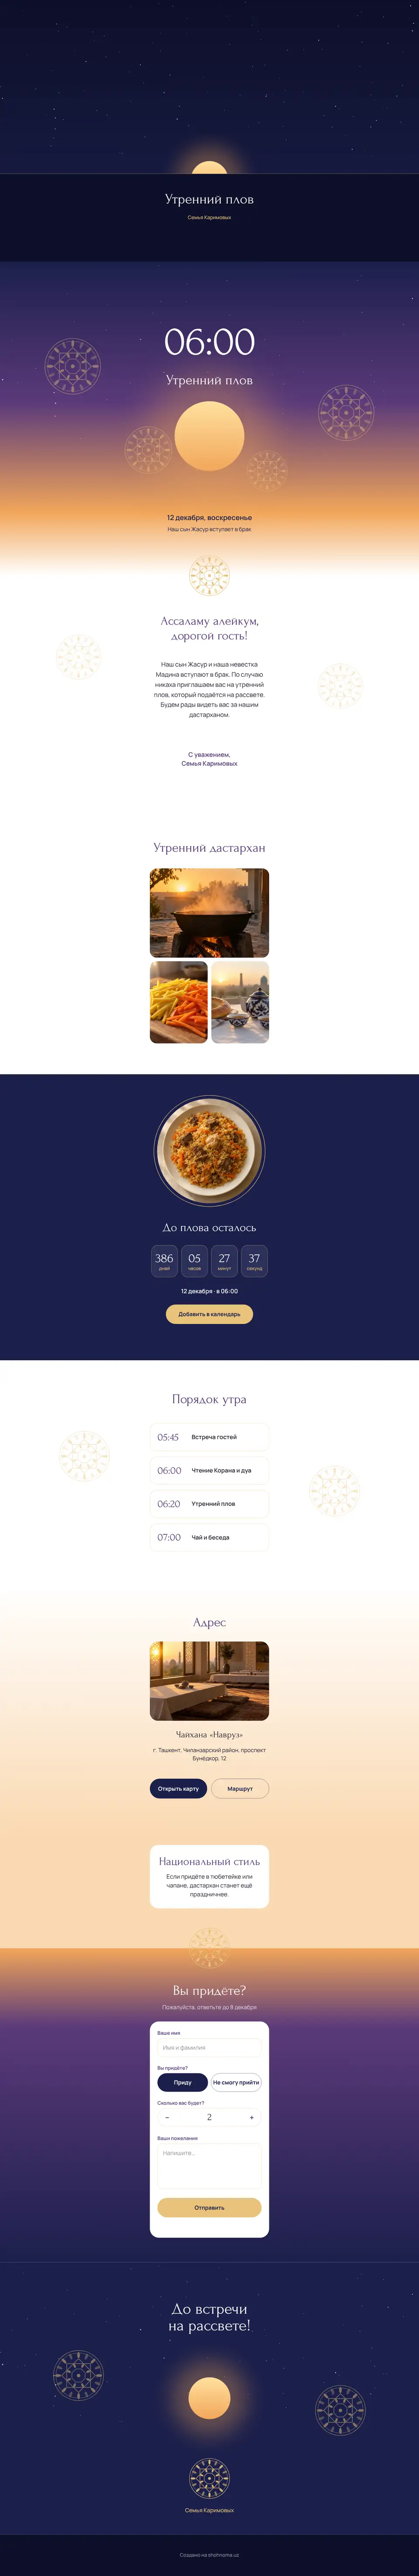 Утренний плов
Семья Каримовых
06:00
Утренний плов
12 декабря, воскресенье
Наш сын Жасур вступает в брак
Ассаламу алейкум,
дорогой гость!
Наш сын Жасур и наша невестка
Мадина вступают в брак. По случаю
никаха приглашаем вас на утренний
плов, который подаётся на рассвете.
Будем рады видеть вас за нашим
дастарханом.
С уважением,
Семья Каримовых
Утренний дастархан
До плова осталось
386 05 27 37
дней часов минут секунд
12 декабря · в 06:00
Добавить в календарь
Порядок утра
05:45 Встреча гостей
06:00 Чтение Корана и дуа
06:20 Утренний плов
07:00 Чай и беседа
Адрес
Чайхана «Навруз»
г. Ташкент, Чиланзарский район, проспект
Бунёдкор, 12
Открыть карту Маршрут
Национальный стиль
Если придёте в тюбетейке или
чапане, дастархан станет ещё
праздничнее.
Вы придёте?
Пожалуйста, ответьте до 8 декабря
Ваше имя
Имя и фамилия
Вы придёте?
Приду Не смогу прийти
Сколько вас будет?
− 2 +
Ваши пожелания
Напишите...
Отправить
До встречи
на рассвете!
Семья Каримовых
Создано на shohnoma.uz